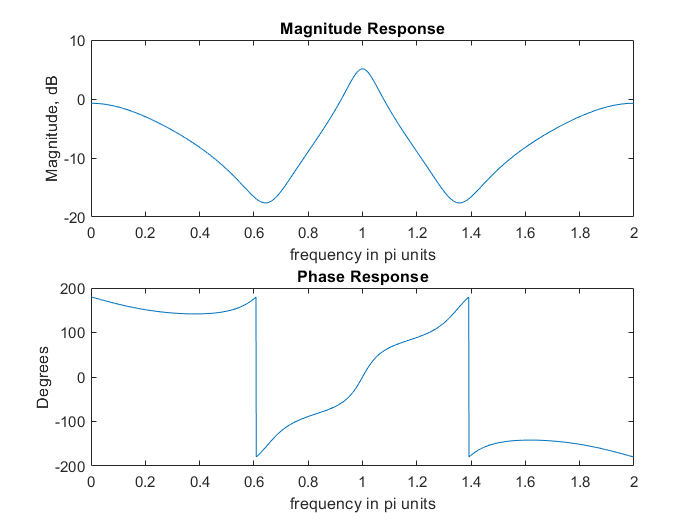 Magnitude Response
Magnitude, dB
10
0
-10
-20
0 0.2 0.4 0.6 0.8 1 1.2 1.4 1.6 1.8 2
frequency in pi units
Phase Response
Degrees
200
100
0
-100
-200
0 0.2 0.4 0.6 0.8 1 1.2 1.4 1.6 1.8 2
frequency in pi units